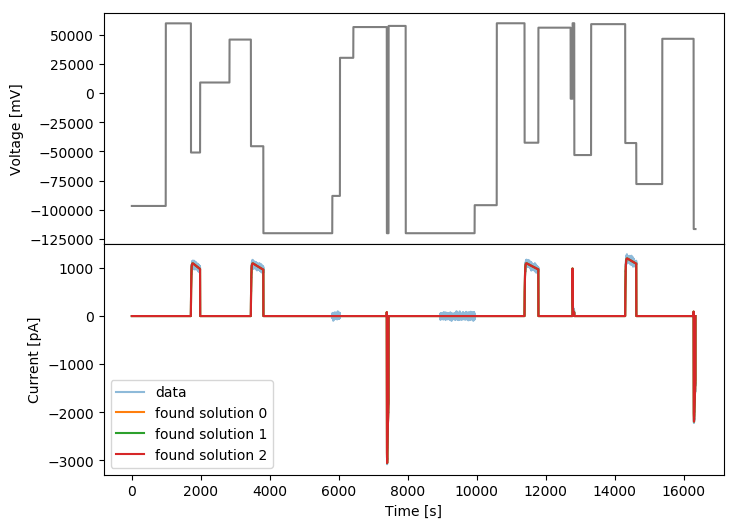 Voltage [mV]
50000
25000
0
−25000
−50000
−75000
−100000
−125000
Current [pA]
1000
0
−1000
−2000
−3000
data
found solution 0
found solution 1
found solution 2
0 2000 4000 6000 8000 10000 12000 14000 16000
Time [s]